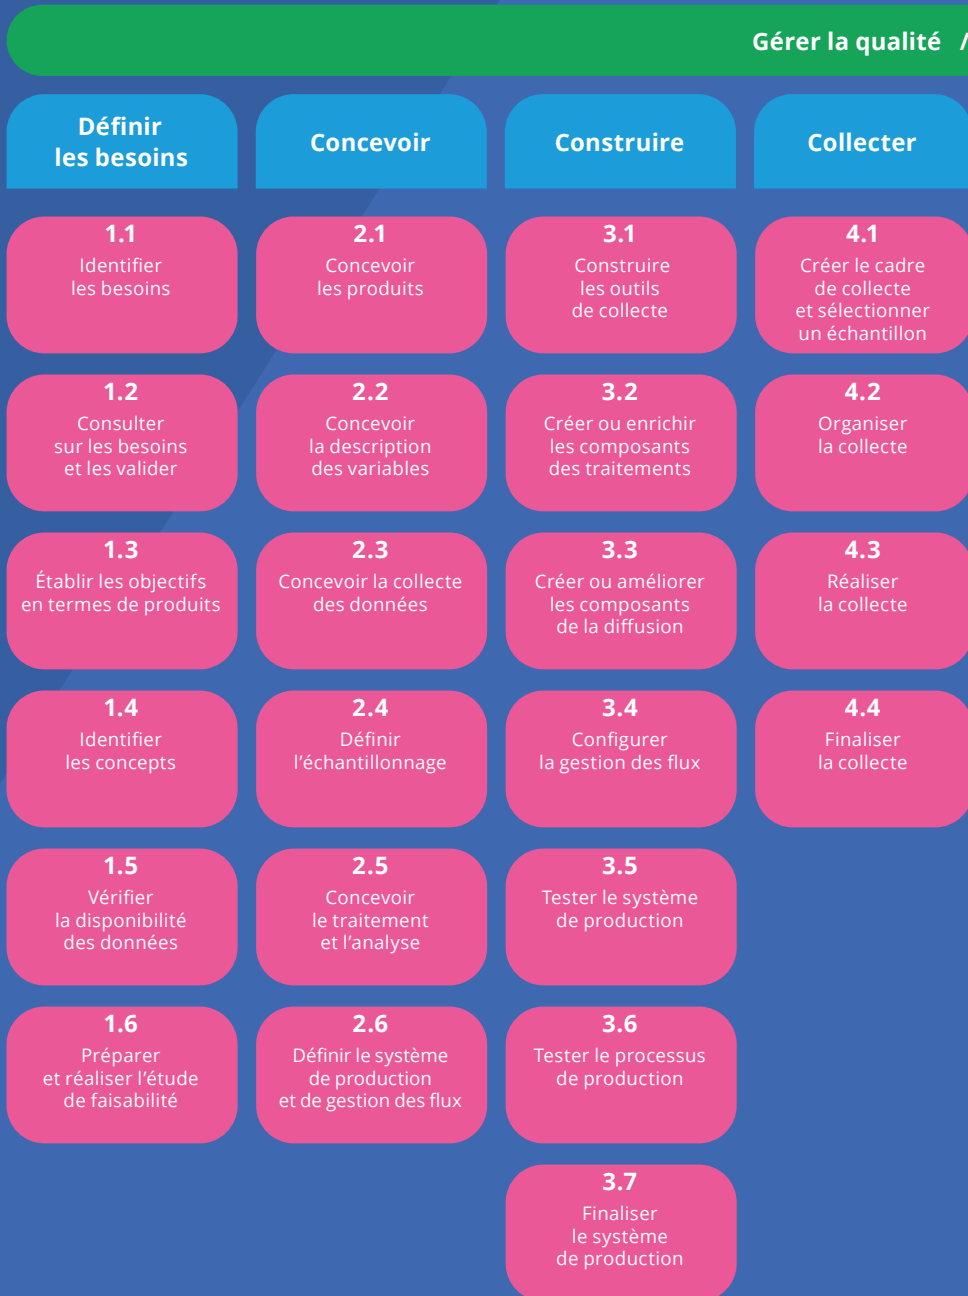 Gérer la qualité /
Définir
les besoins
Concevoir
Construire
Collecter
1.1
Identifier
les besoins
2.1
Concevoir
les produits
3.1
Construire
les outils
de collecte
4.1
Créer le cadre
de collecte
et sélectionner
un échantillon
1.2
Consulter
sur les besoins
et les valider
2.2
Concevoir
la description
des variables
3.2
Créer ou enrichir
les composants
des traitements
4.2
Organiser
la collecte
1.3
Établir les objectifs
en termes de produits
2.3
Concevoir la collecte
des données
3.3
Créer ou améliorer
les composants
de la diffusion
4.3
Réaliser
la collecte
1.4
Identifier
les concepts
2.4
Définir
l’échantillonnage
3.4
Configurer
la gestion des flux
4.4
Finaliser
la collecte
1.5
Vérifier
la disponibilité
des données
2.5
Concevoir
le traitement
et l’analyse
3.5
Tester le système
de production
1.6
Préparer
et réaliser l’étude
de faisabilité
2.6
Définir le système
de production
et de gestion des flux
3.6
Tester le processus
de production
3.7
Finaliser
le système
de production